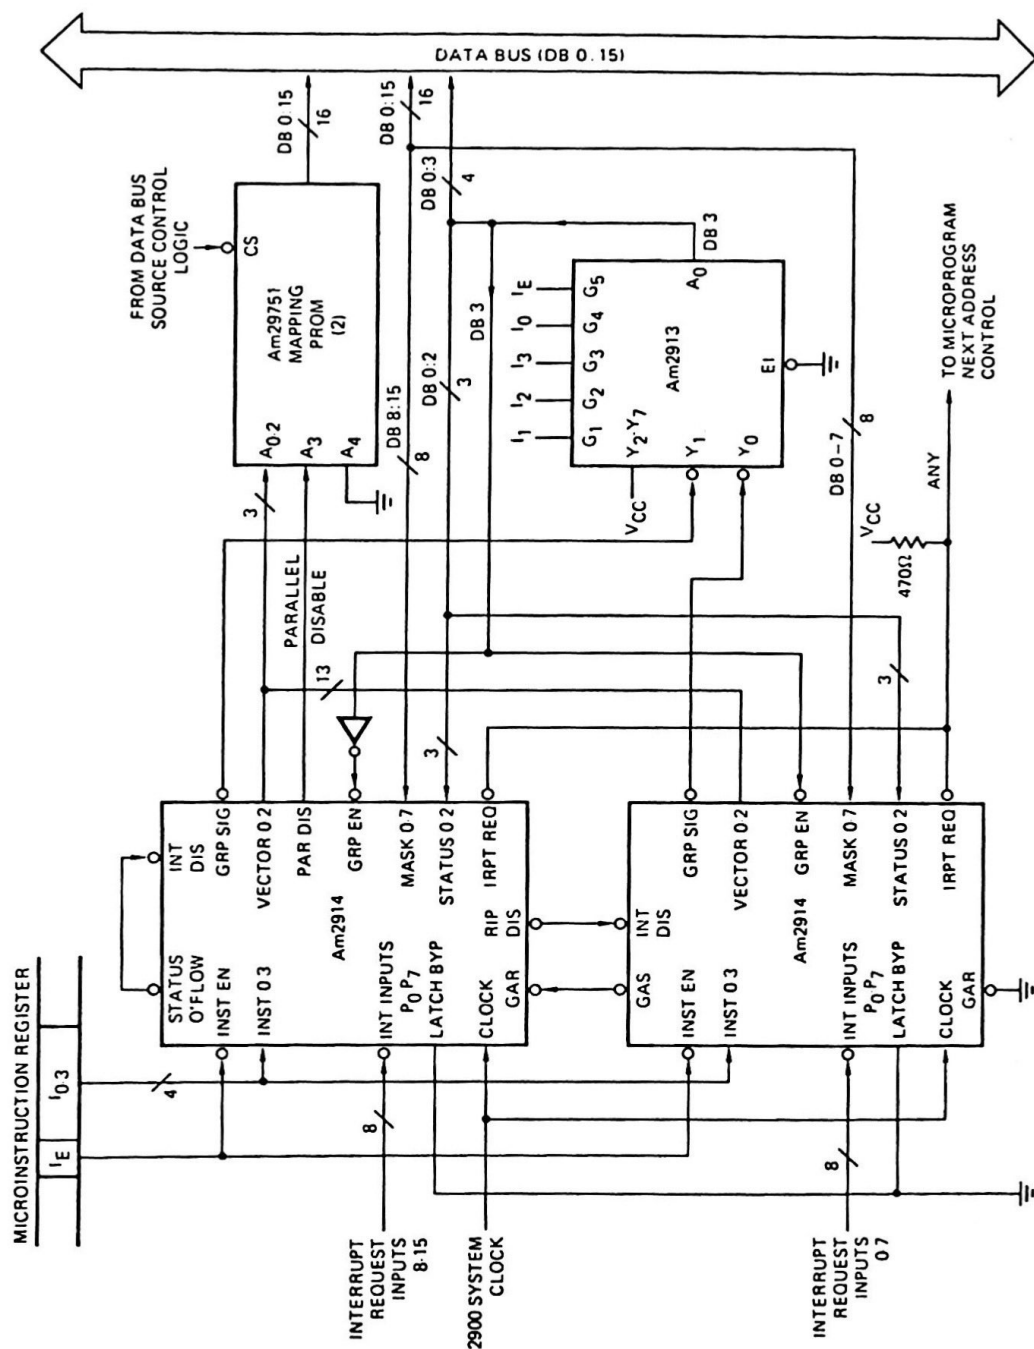 DATA BUS (DB 0. 15)
DB 0:15
16
DB 0:15
16
DB 0:3
4
FROM DATA BUS
SOURCE CONTROL
LOGIC
CS
Am29751
MAPPING
PROM
(2)
A0-2
A3
A4
3
DB 8:15
8
DB 0:2
3
DB 3
DB 3
IE
I0
I3
I2
I1
G5
G4
G3
G2
G1
A0
Am2913
EI
Y2-Y7
Y1
Y0
VCC
TO MICROPROGRAM
NEXT ADDRESS
CONTROL
DB 0-7
8
ANY
VCC
470Ω
PARALLEL
DISABLE
13
3
3
MICROINSTRUCTION REGISTER
IE
I0-3
4
STATUS
O'FLOW
INT
DIS
INST EN
INST 0.3
GRP SIG
VECTOR 0.2
PAR DIS
GRP EN
MASK 0-7
STATUS 0.2
IRPT REQ
Am2914
INT INPUTS
P0 P7
LATCH BYP
CLOCK
RIP
DIS
GAR
GAS
INT
DIS
INST EN
INST 0.3
GRP SIG
VECTOR 0.2
GRP EN
MASK 0.7
STATUS 0.2
IRPT REQ
Am2914
INT INPUTS
P0 P7
LATCH BYP
CLOCK
GAR
8
INTERRUPT
REQUEST
INPUTS
8-15
2900 SYSTEM
CLOCK
8
INTERRUPT
REQUEST
INPUTS
0.7